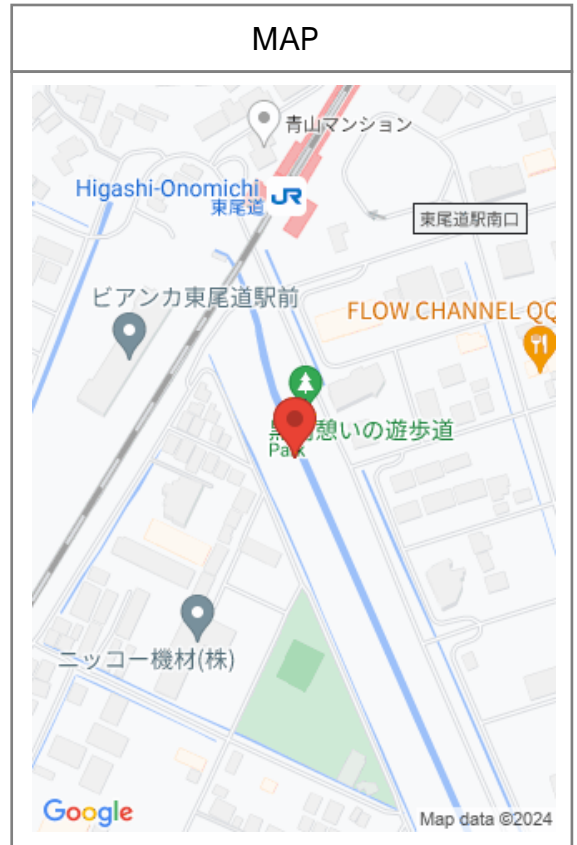 MAP
青山マンション
Higashi-Onomichi
東尾道
JR
東尾道駅南口
ビアンカ東尾道駅前
FLOW CHANNEL QQ
憩いの遊歩道
Park
ニッコー機材(株)
Google
Map data ©2024